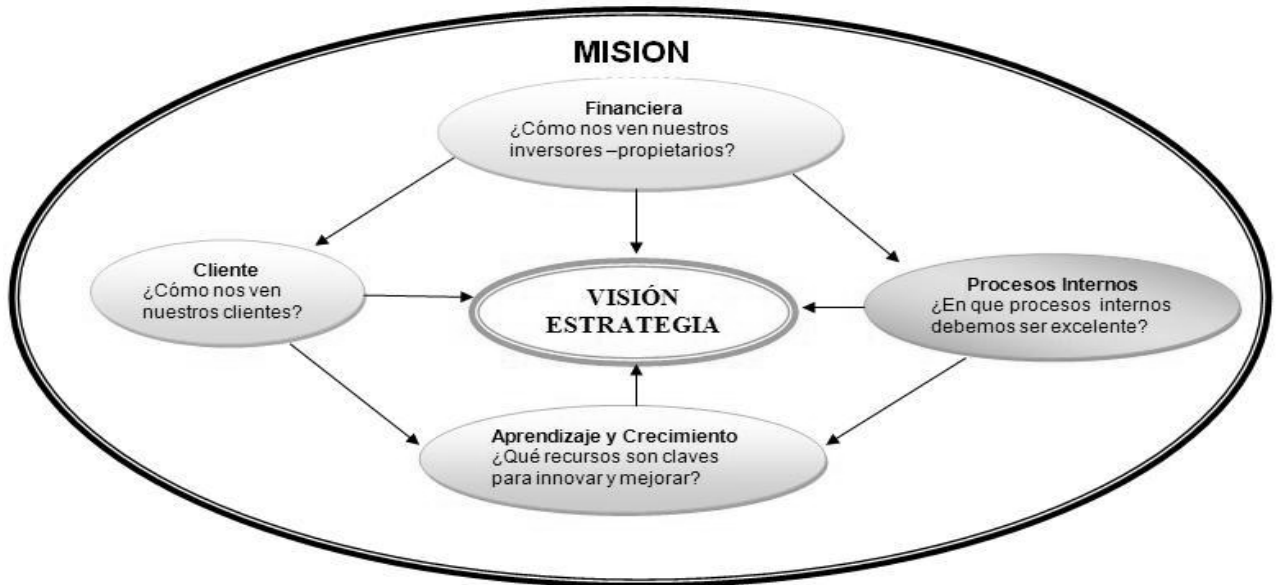 MISION
Financiera
¿Cómo nos ven nuestros
inversores –propietarios?
Cliente
¿Cómo nos ven
nuestros clientes?
VISIÓN
ESTRATEGIA
Procesos Internos
¿En que procesos internos
debemos ser excelente?
Aprendizaje y Crecimiento
¿Qué recursos son claves
para innovar y mejorar?